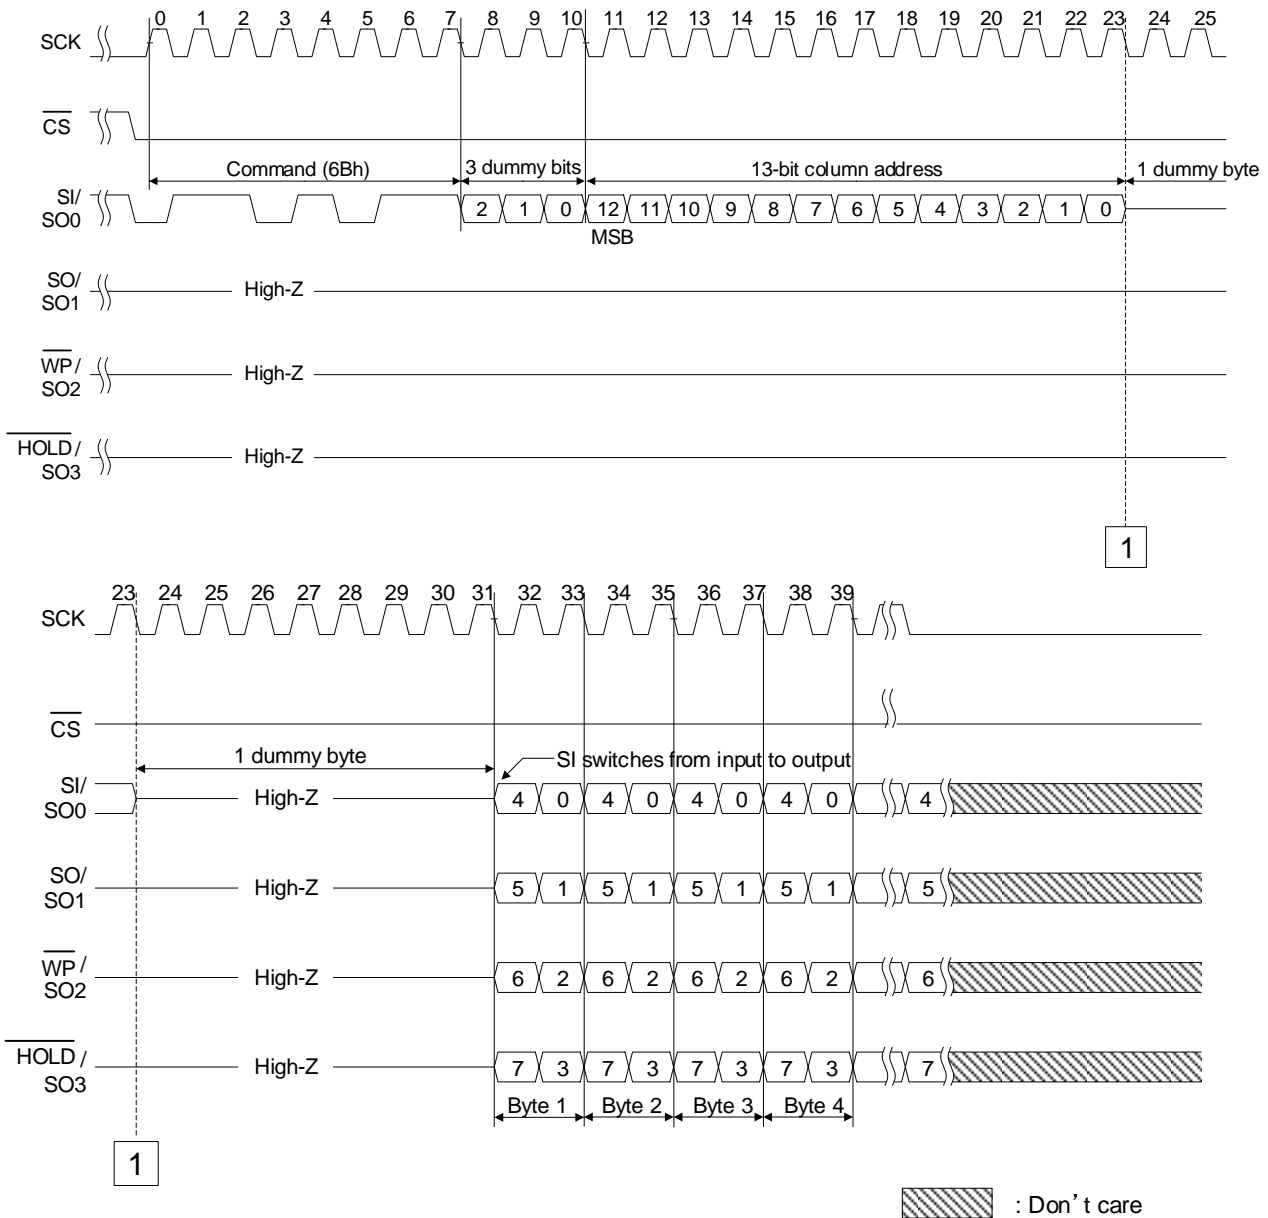 0 1 2 3 4 5 6 7 8 9 10 11 12 13 14 15 16 17 18 19 20 21 22 23 24 25
SCK
CS
Command (6Bh) 3 dummy bits 13-bit column address 1 dummy byte
SI/
SO0
2 1 0 12 11 10 9 8 7 6 5 4 3 2 1 0
MSB
SO/
SO1
High-Z
WP/
SO2
High-Z
HOLD/
SO3
High-Z
1
23 24 25 26 27 28 29 30 31 32 33 34 35 36 37 38 39
SCK
CS
1 dummy byte
SI switches from input to output
SI/
SO0
High-Z 4 0 4 0 4 0 4 0 4
SO/
SO1
High-Z 5 1 5 1 5 1 5 1 5
WP/
SO2
High-Z 6 2 6 2 6 2 6 2 6
HOLD/
SO3
High-Z 7 3 7 3 7 3 7 3 7
Byte 1 Byte 2 Byte 3 Byte 4
1
: Don't care